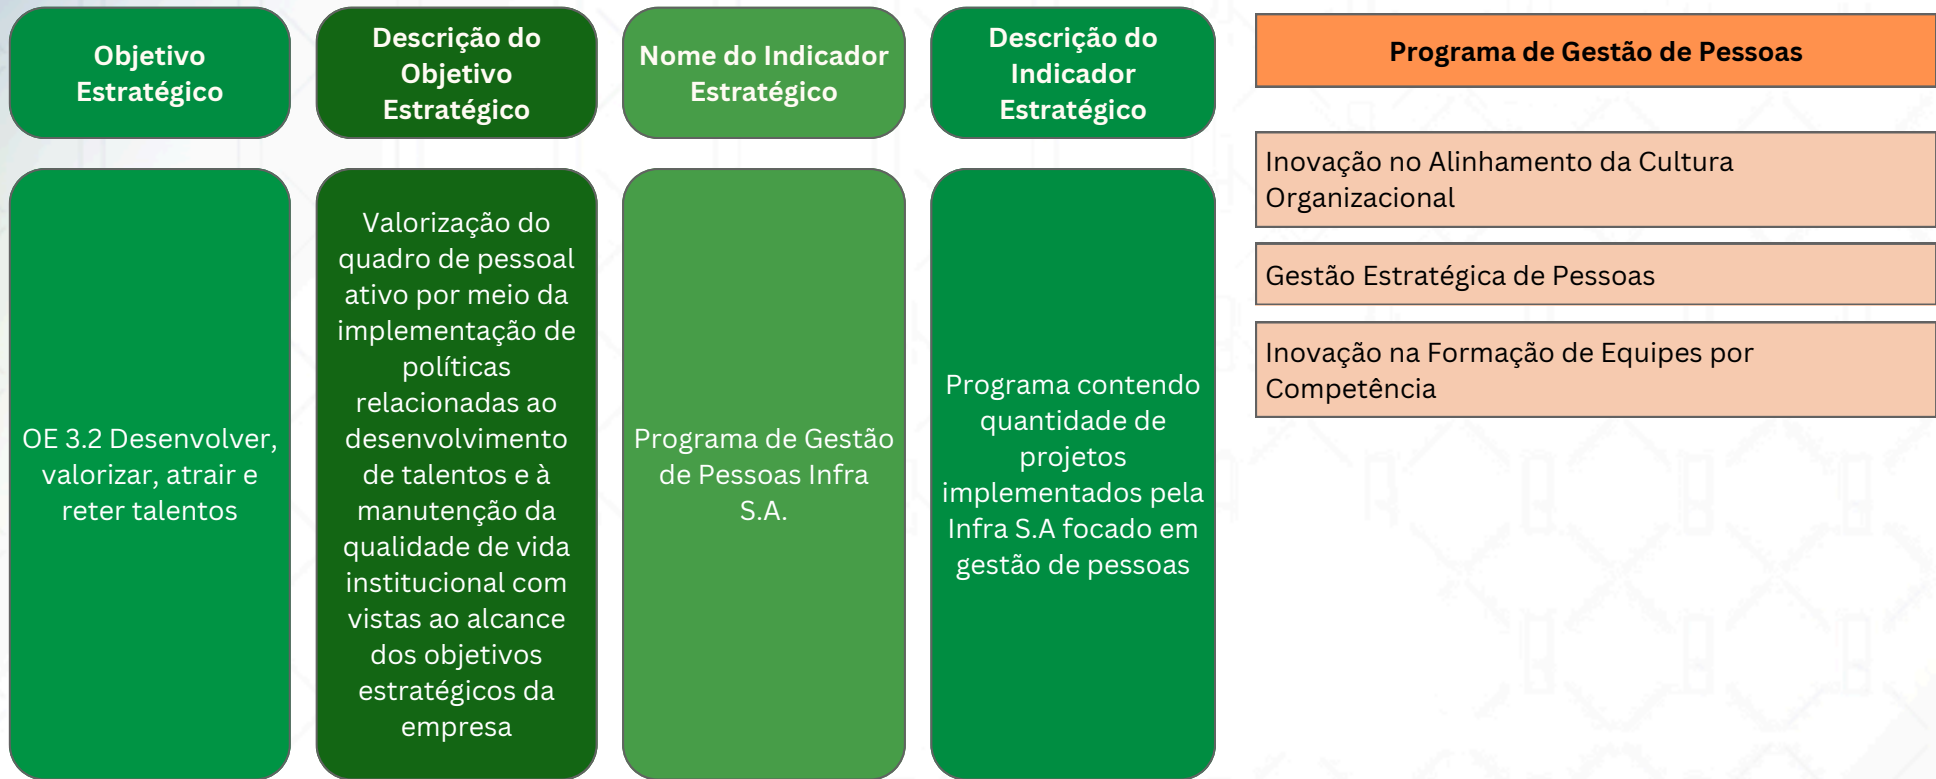 Objetivo
Estratégico
Descrição do
Objetivo
Estratégico
Nome do Indicador
Estratégico
Descrição do
Indicador
Estratégico
OE 3.2 Desenvolver,
valorizar, atrair e
reter talentos
Valorização do
quadro de pessoal
ativo por meio da
implementação de
políticas
relacionadas ao
desenvolvimento
de talentos e à
manutenção da
qualidade de vida
institucional com
vistas ao alcance
dos objetivos
estratégicos da
empresa
Programa de Gestão
de Pessoas Infra
S.A.
Programa contendo
quantidade de
projetos
implementados pela
Infra S.A focado em
gestão de pessoas
Programa de Gestão de Pessoas
Inovação no Alinhamento da Cultura
Organizacional
Gestão Estratégica de Pessoas
Inovação na Formação de Equipes por
Competência